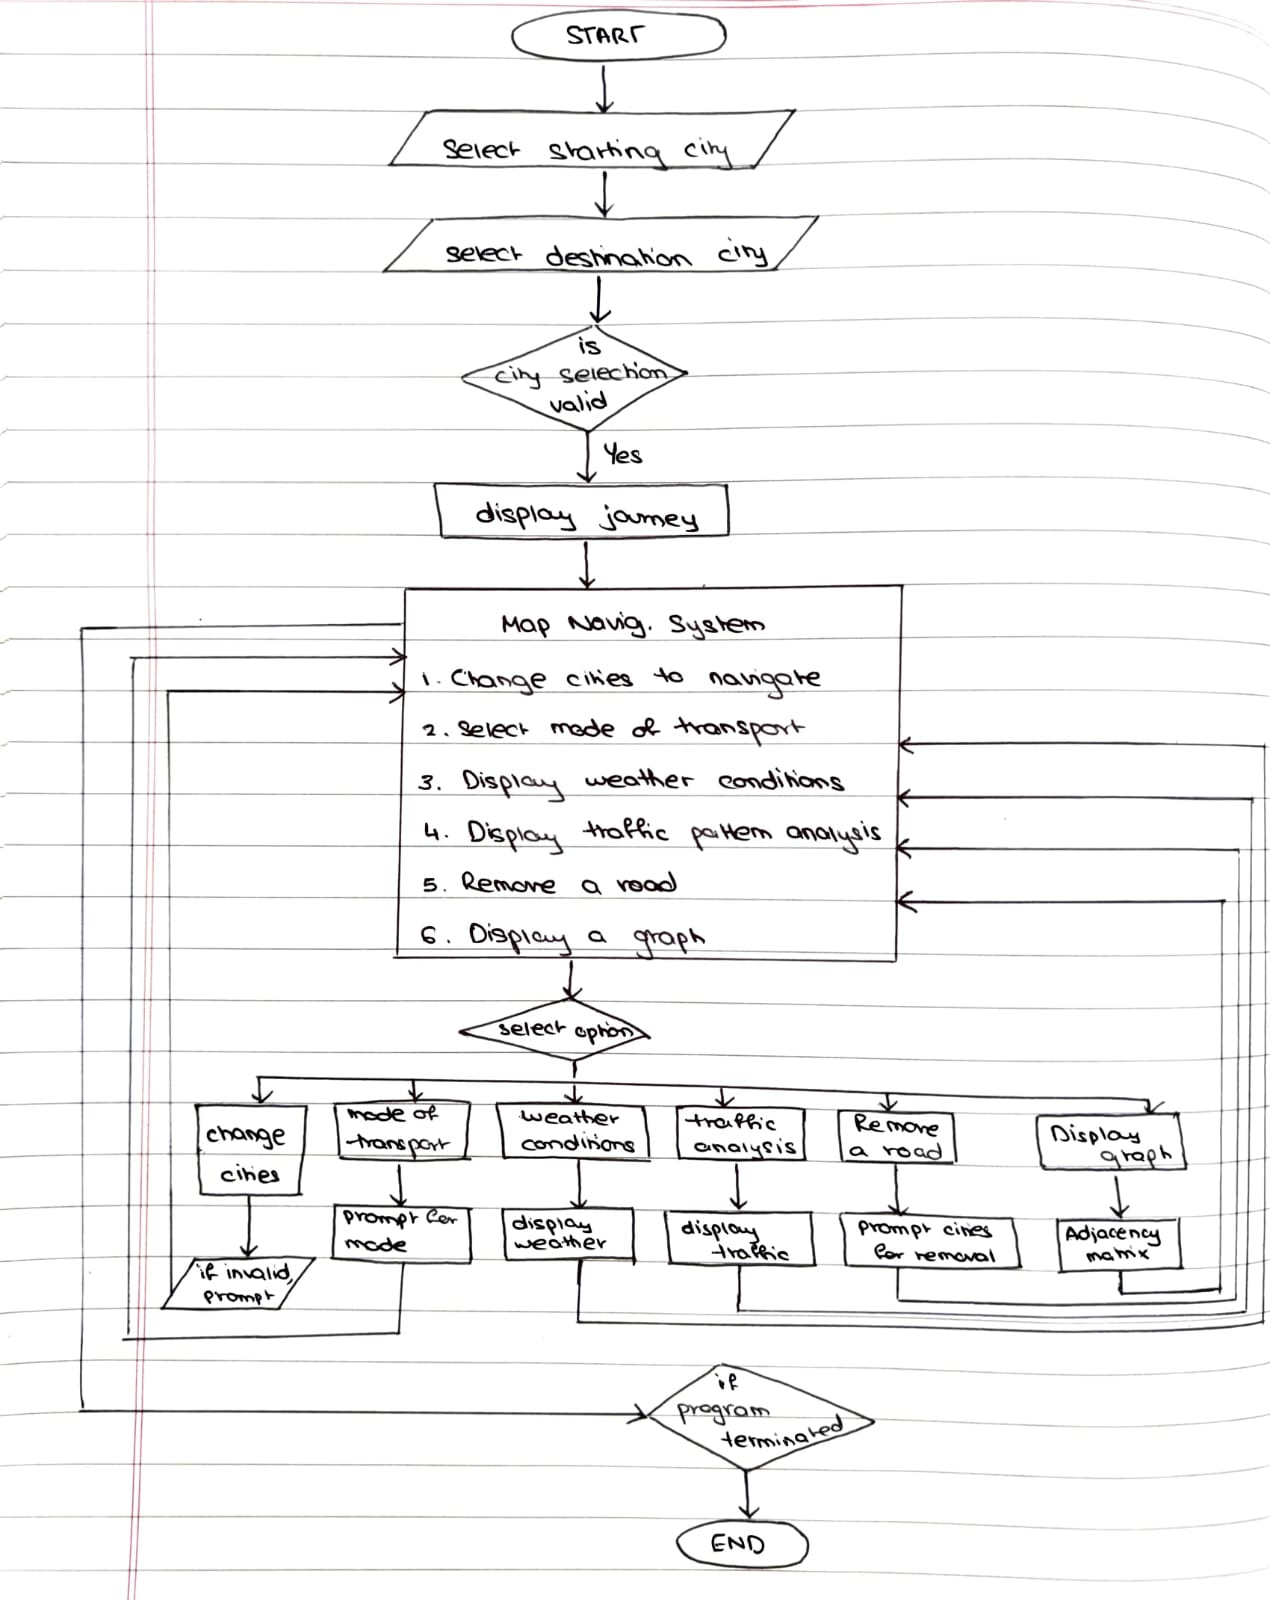 START
Select starting city
Select destination city
is
city selection
valid
Yes
display journey
Map Navig. System
1. Change cities to navigate
2. Select mode of transport
3. Display weather conditions
4. Display traffic pattern analysis
5. Remove a road
6. Display a graph
select option
change
cities
mode of
transport
weather
conditions
traffic
analysis
Remove
a road
Display
graph
if invalid,
prompt
prompt for
mode
display
weather
display
traffic
prompt cities
for removal
Adjacency
matrix
if
program
terminated
END